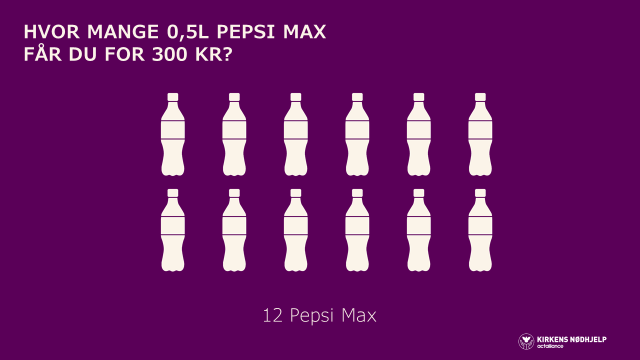 HVOR MANGE 0,5L PEPSI MAX
FÅR DU FOR 300 KR?
12 Pepsi Max
KIRKENS NØDHJELP
actalliance